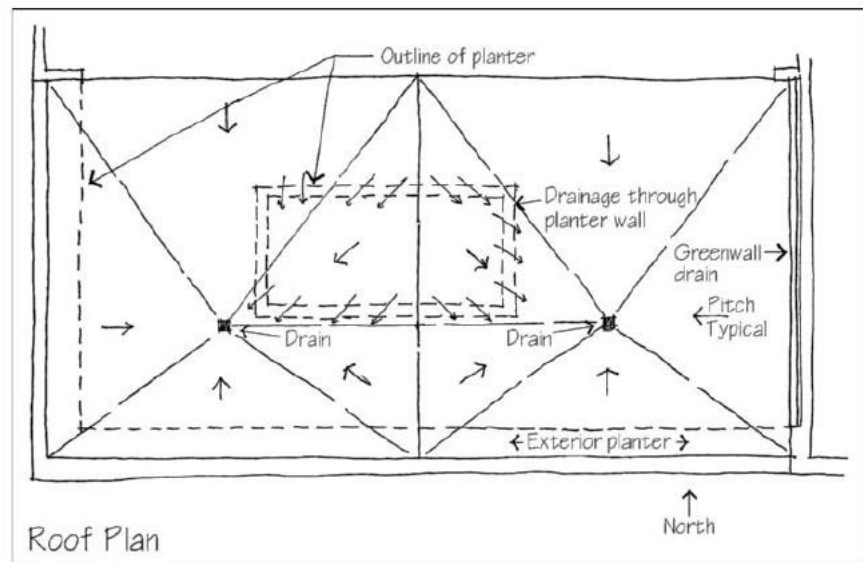 Outline of planter
Drainage through
planter wall
Greenwall
drain
Pitch
Typical
Drain
Drain
Exterior planter
North
Roof Plan